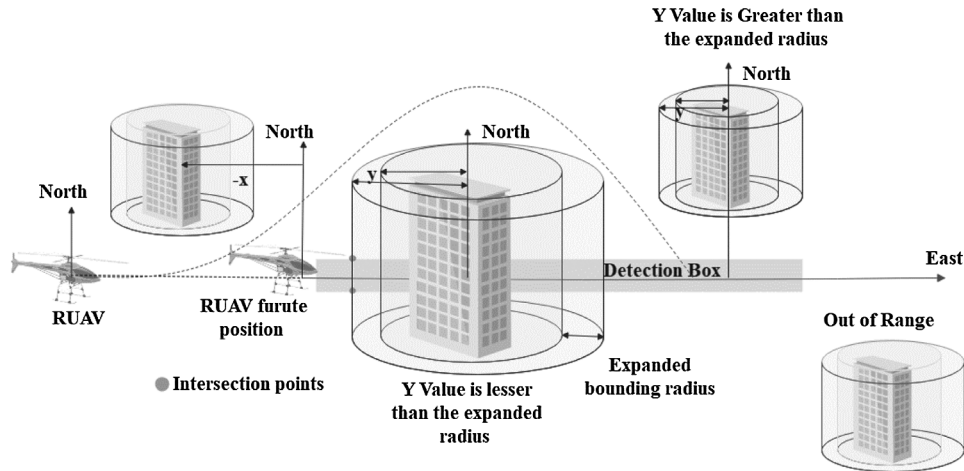 Y Value is Greater than
the expanded radius
North
North
North
y
-x
y
North
East
Detection Box
RUAV
RUAV furute
position
Out of Range
Intersection points
Y Value is lesser
than the expanded
radius
Expanded
bounding radius